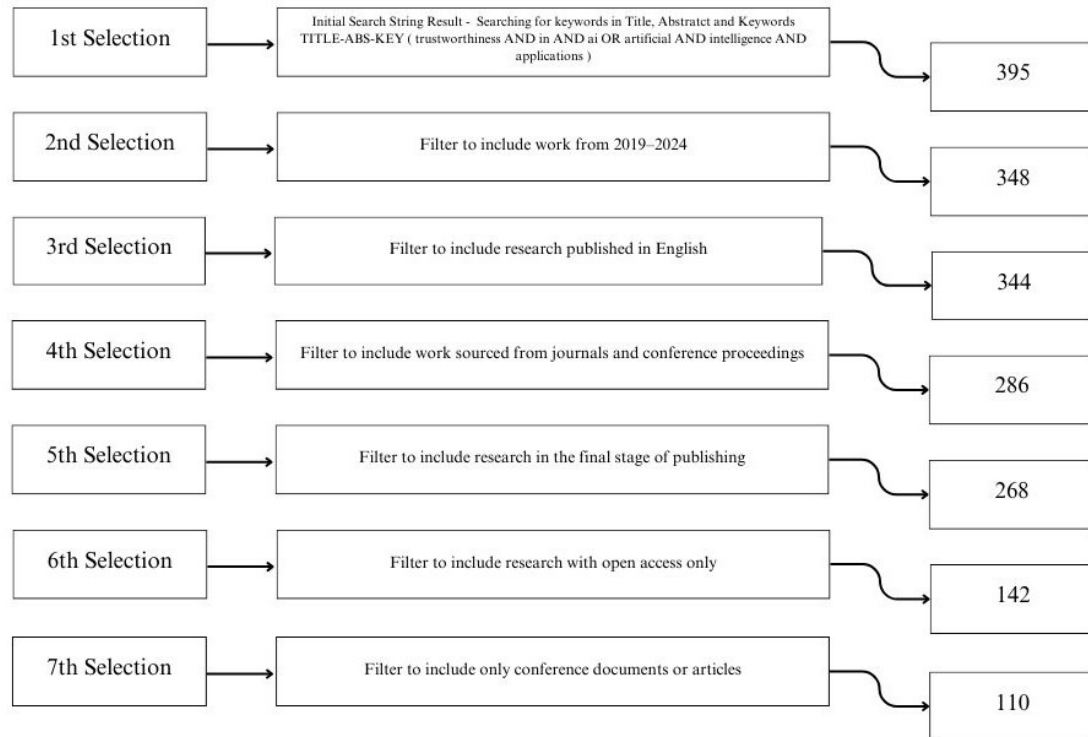 1st Selection
Initial Search String Result - Searching for keywords in Title, Abstratct and Keywords
TITLE-ABS-KEY ( trustworthiness AND in AND ai OR artificial AND intelligence AND
applications )
395
2nd Selection
Filter to include work from 2019–2024
348
3rd Selection
Filter to include research published in English
344
4th Selection
Filter to include work sourced from journals and conference proceedings
286
5th Selection
Filter to include research in the final stage of publishing
268
6th Selection
Filter to include research with open access only
142
7th Selection
Filter to include only conference documents or articles
110